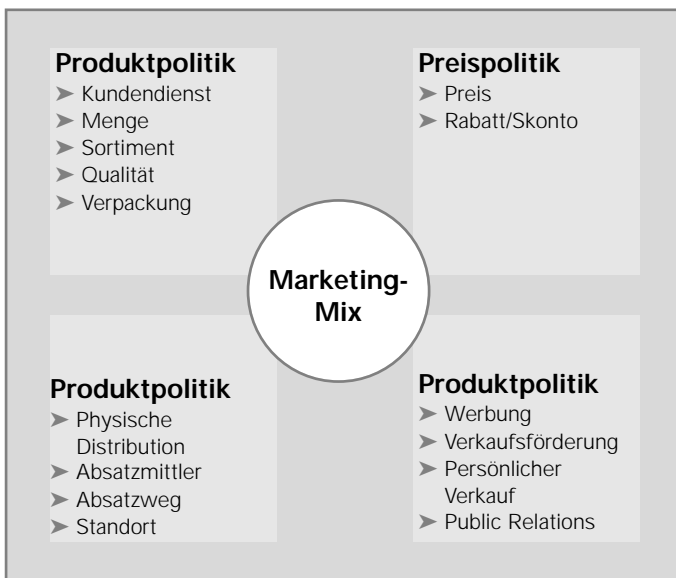 Produktpolitik
➤ Kundendienst
➤ Menge
➤ Sortiment
➤ Qualität
➤ Verpackung
Preispolitik
➤ Preis
➤ Rabatt/Skonto
Marketing-
Mix
Produktpolitik
➤ Physische
Distribution
➤ Absatzmittler
➤ Absatzweg
➤ Standort
Produktpolitik
➤ Werbung
➤ Verkaufsförderung
➤ Persönlicher
Verkauf
➤ Public Relations